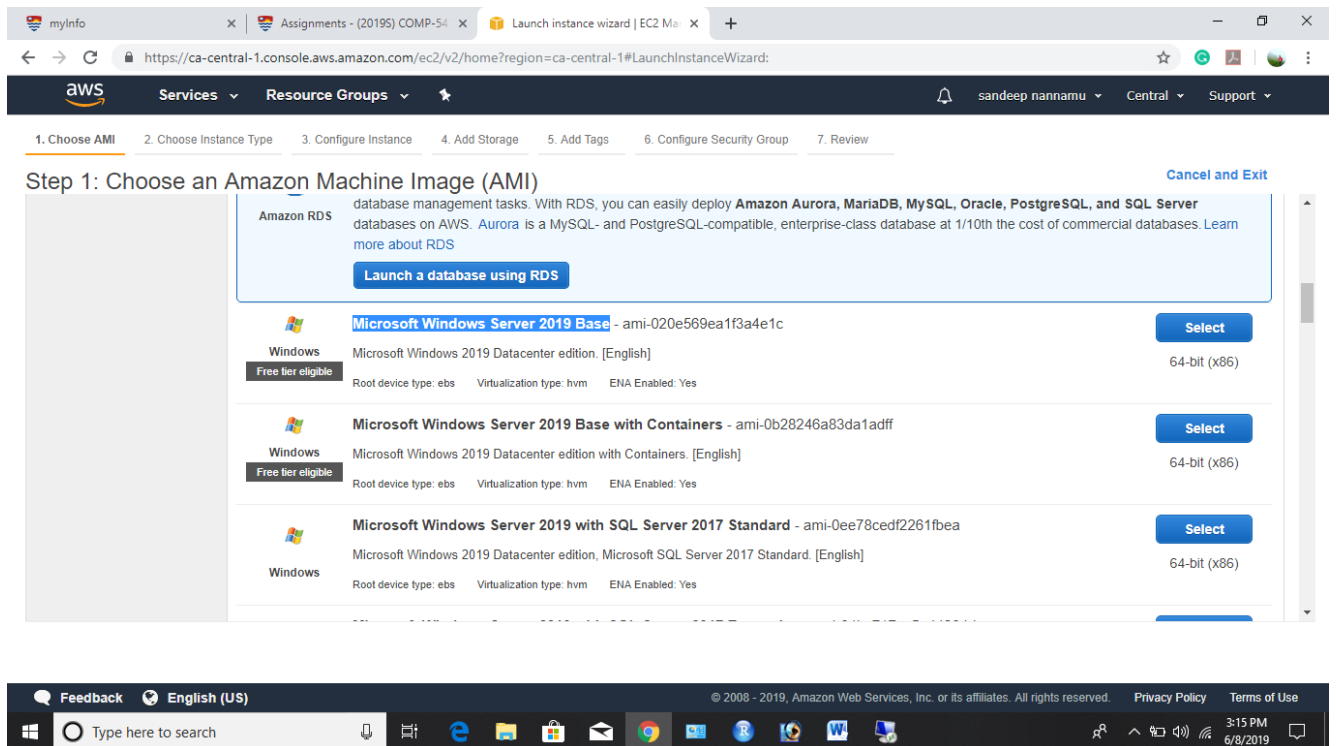 myInfo
Assignments - (2019S) COMP-54
Launch instance wizard | EC2 Ma
https://ca-central-1.console.aws.amazon.com/ec2/v2/home?region=ca-central-1#LaunchInstanceWizard:
aws Services Resource Groups sandeep nannamu Central Support
1. Choose AMI 2. Choose Instance Type 3. Configure Instance 4. Add Storage 5. Add Tags 6. Configure Security Group 7. Review
Step 1: Choose an Amazon Machine Image (AMI)
Cancel and Exit
Amazon RDS
database management tasks. With RDS, you can easily deploy Amazon Aurora, MariaDB, MySQL, Oracle, PostgreSQL, and SQL Server
databases on AWS. Aurora is a MySQL- and PostgreSQL-compatible, enterprise-class database at 1/10th the cost of commercial databases. Learn
more about RDS
Launch a database using RDS
Microsoft Windows Server 2019 Base - ami-020e569ea1f3a4e1c
Select
Windows
Microsoft Windows 2019 Datacenter edition. [English]
64-bit (x86)
Free tier eligible
Root device type: ebs Virtualization type: hvm ENA Enabled: Yes
Microsoft Windows Server 2019 Base with Containers - ami-0b28246a83da1adff
Select
Windows
Microsoft Windows 2019 Datacenter edition with Containers. [English]
64-bit (x86)
Free tier eligible
Root device type: ebs Virtualization type: hvm ENA Enabled: Yes
Microsoft Windows Server 2019 with SQL Server 2017 Standard - ami-0ee78cedf2261fbea
Select
Microsoft Windows 2019 Datacenter edition, Microsoft SQL Server 2017 Standard. [English]
64-bit (x86)
Windows
Root device type: ebs Virtualization type: hvm ENA Enabled: Yes
Feedback English (US)
© 2008 - 2019, Amazon Web Services, Inc. or its affiliates. All rights reserved. Privacy Policy Terms of Use
Type here to search
3:15 PM
6/8/2019